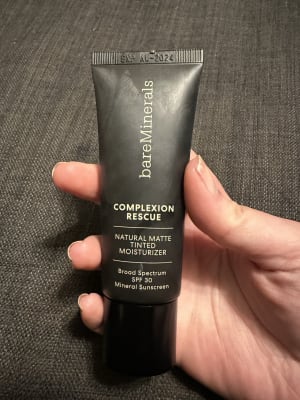 bareMinerals
COMPLEXION
RESCUE
NATURAL MATTE
TINTED
MOISTURIZER
Broad Spectrum
SPF 30
Mineral Sunscreen